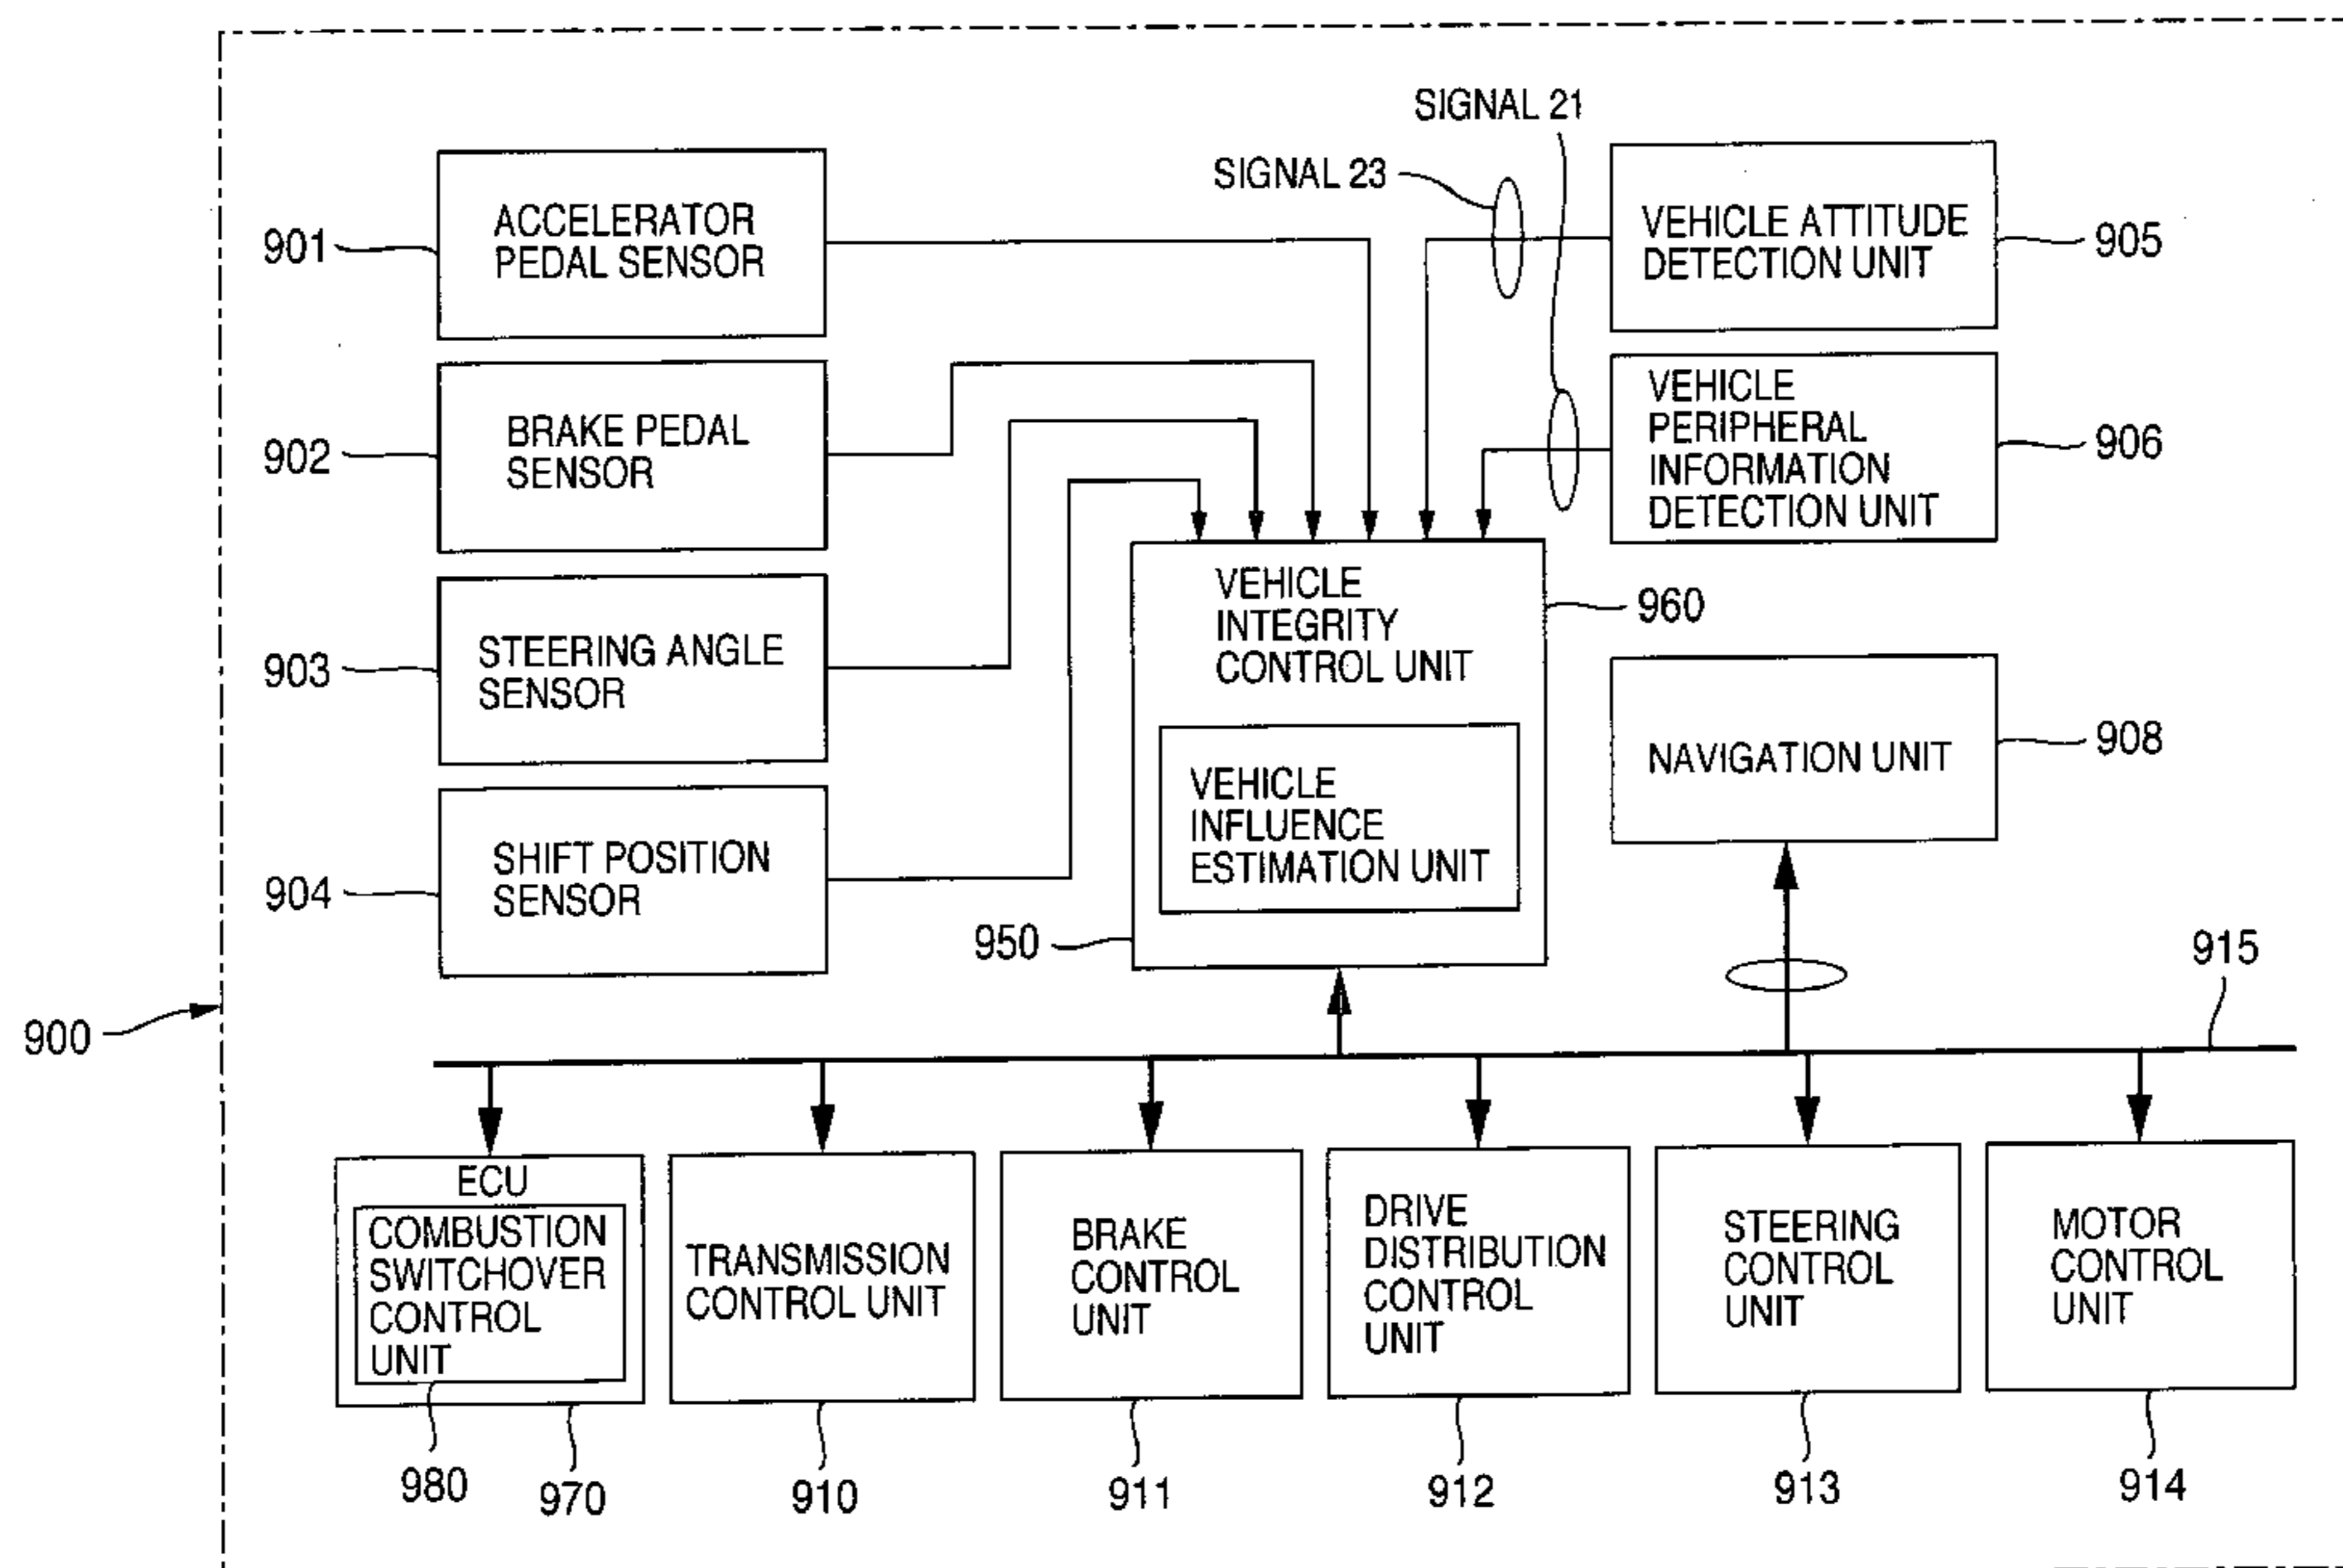 SIGNAL 21
SIGNAL 23
901
ACCELERATOR
PEDAL SENSOR
VEHICLE ATTITUDE
DETECTION UNIT
905
902
BRAKE PEDAL
SENSOR
VEHICLE
PERIPHERAL
INFORMATION
DETECTION UNIT
906
903
STEERING ANGLE
SENSOR
VEHICLE
INTEGRITY
CONTROL UNIT
960
904
SHIFT POSITION
SENSOR
VEHICLE
INFLUENCE
ESTIMATION UNIT
950
NAVIGATION UNIT
908
900
915
ECU
COMBUSTION
SWITCHOVER
CONTROL
UNIT
TRANSMISSION
CONTROL UNIT
BRAKE
CONTROL
UNIT
DRIVE
DISTRIBUTION
CONTROL
UNIT
STEERING
CONTROL
UNIT
MOTOR
CONTROL
UNIT
980
970
910
911
912
913
914